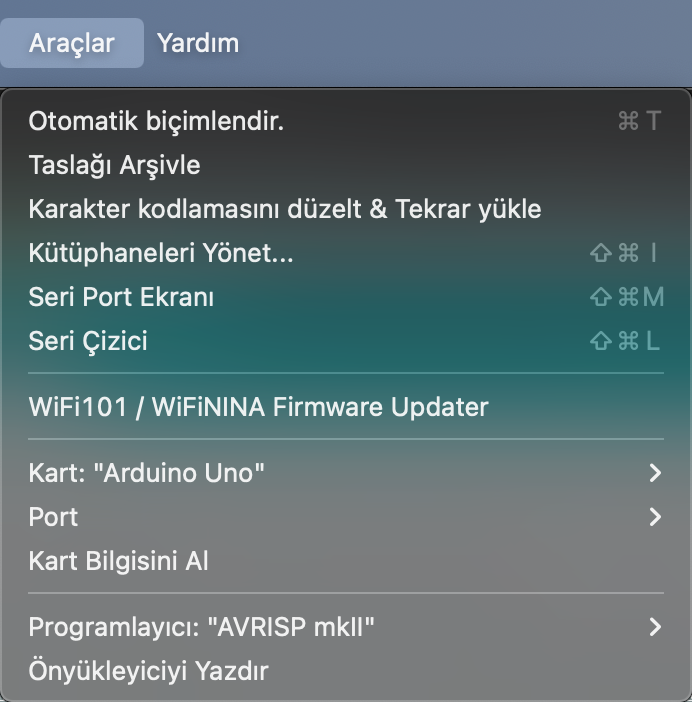 Araçlar Yardım
Otomatik biçimlendir. ⌘ T
Taslağı Arşivle
Karakter kodlamasını düzelt & Tekrar yükle
Kütüphaneleri Yönet... ⇧ ⌘ I
Seri Port Ekranı ⇧ ⌘ M
Seri Çizici ⇧ ⌘ L
WiFi101 / WiFiNINA Firmware Updater
Kart: "Arduino Uno"
Port
Kart Bilgisini Al
Programlayıcı: "AVRISP mkII"
Önyükleyiciyi Yazdır